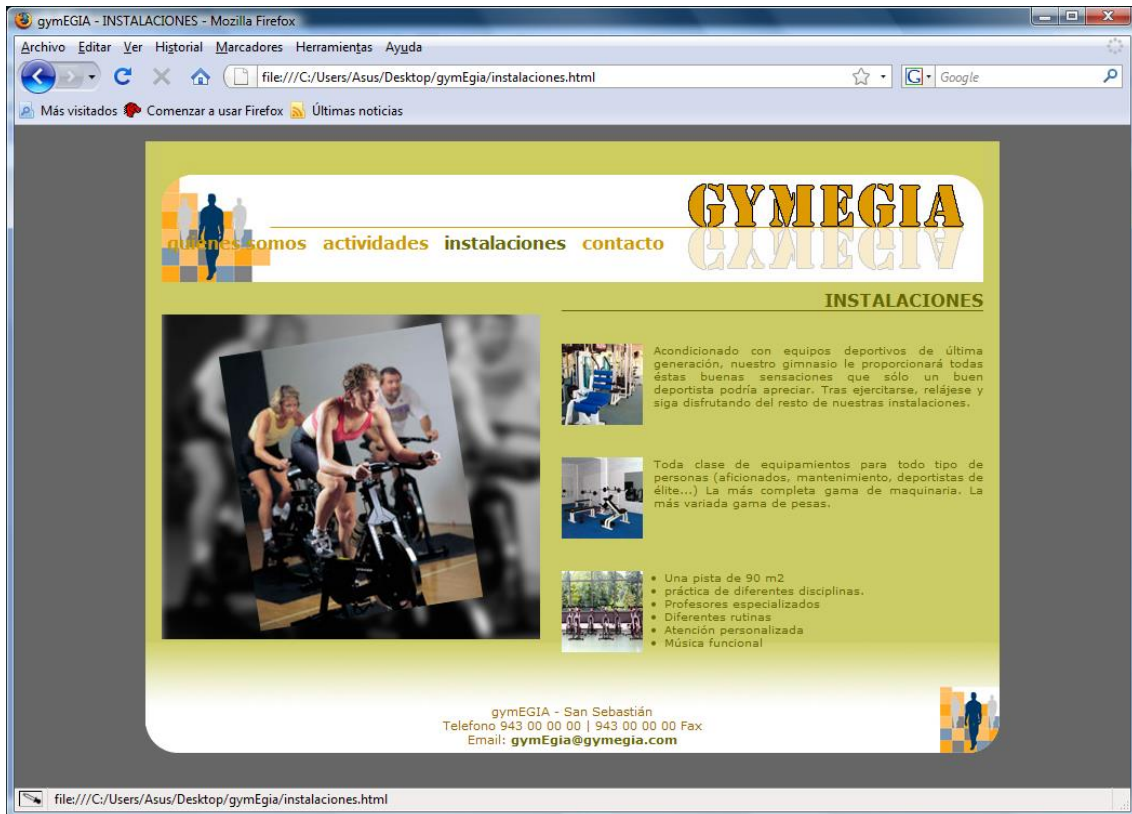 gymEGIA - INSTALACIONES - Mozilla Firefox
Archivo Editar Ver Historial Marcadores Herramientas Ayuda
file:///C:/Users/Asus/Desktop/gymEgia/instalaciones.html
G Google
Más visitados Comenzar a usar Firefox Últimas noticias
GYMEGIA
quienes somos actividades instalaciones contacto
GYMEGIA
INSTALACIONES
Acondicionado con equipos deportivos de última
generación, nuestro gimnasio le proporcionará todas
éstas buenas sensaciones que sólo un buen
deportista podría apreciar. Tras ejercitarse, relájese y
siga disfrutando del resto de nuestras instalaciones.
Toda clase de equipamientos para todo tipo de
personas (aficionados, mantenimiento, deportistas de
élite...) La más completa gama de maquinaria. La
más variada gama de pesas.
• Una pista de 90 m2
• práctica de diferentes disciplinas.
• Profesores especializados
• Diferentes rutinas
• Atención personalizada
• Música funcional
gymEGIA - San Sebastián
Telefono 943 00 00 00 | 943 00 00 00 Fax
Email: gymEgia@gymegia.com
file:///C:/Users/Asus/Desktop/gymEgia/instalaciones.html